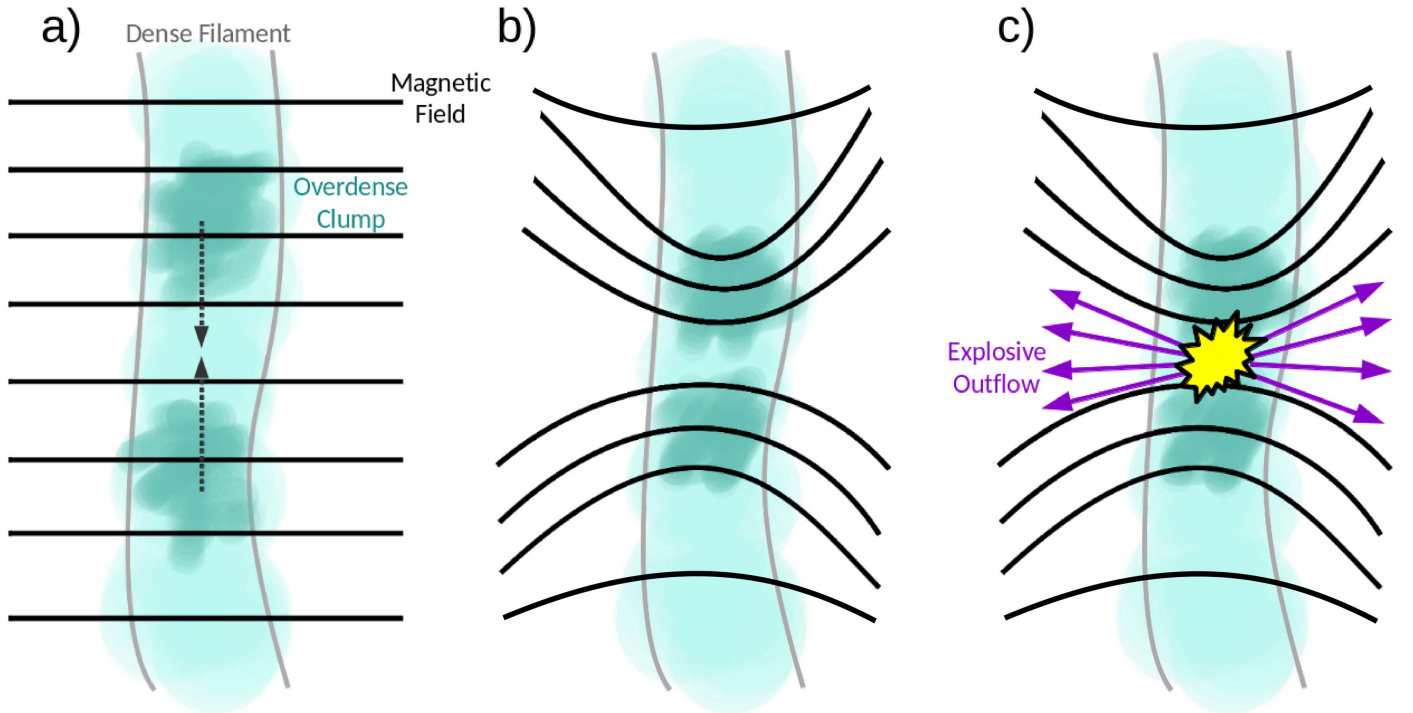 a)
Dense Filament
Magnetic
Field
Overdense
Clump
b)
c)
Explosive
Outflow